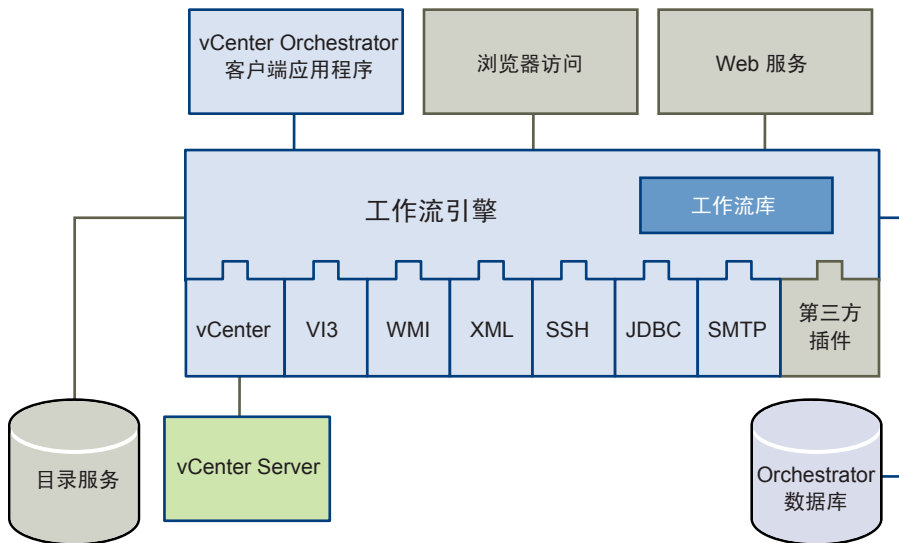 vCenter Orchestrator
客户端应用程序
浏览器访问
Web 服务
工作流引擎
工作流库
vCenter
VI3
WMI
XML
SSH
JDBC
SMTP
第三方
插件
目录服务
vCenter Server
Orchestrator
数据库